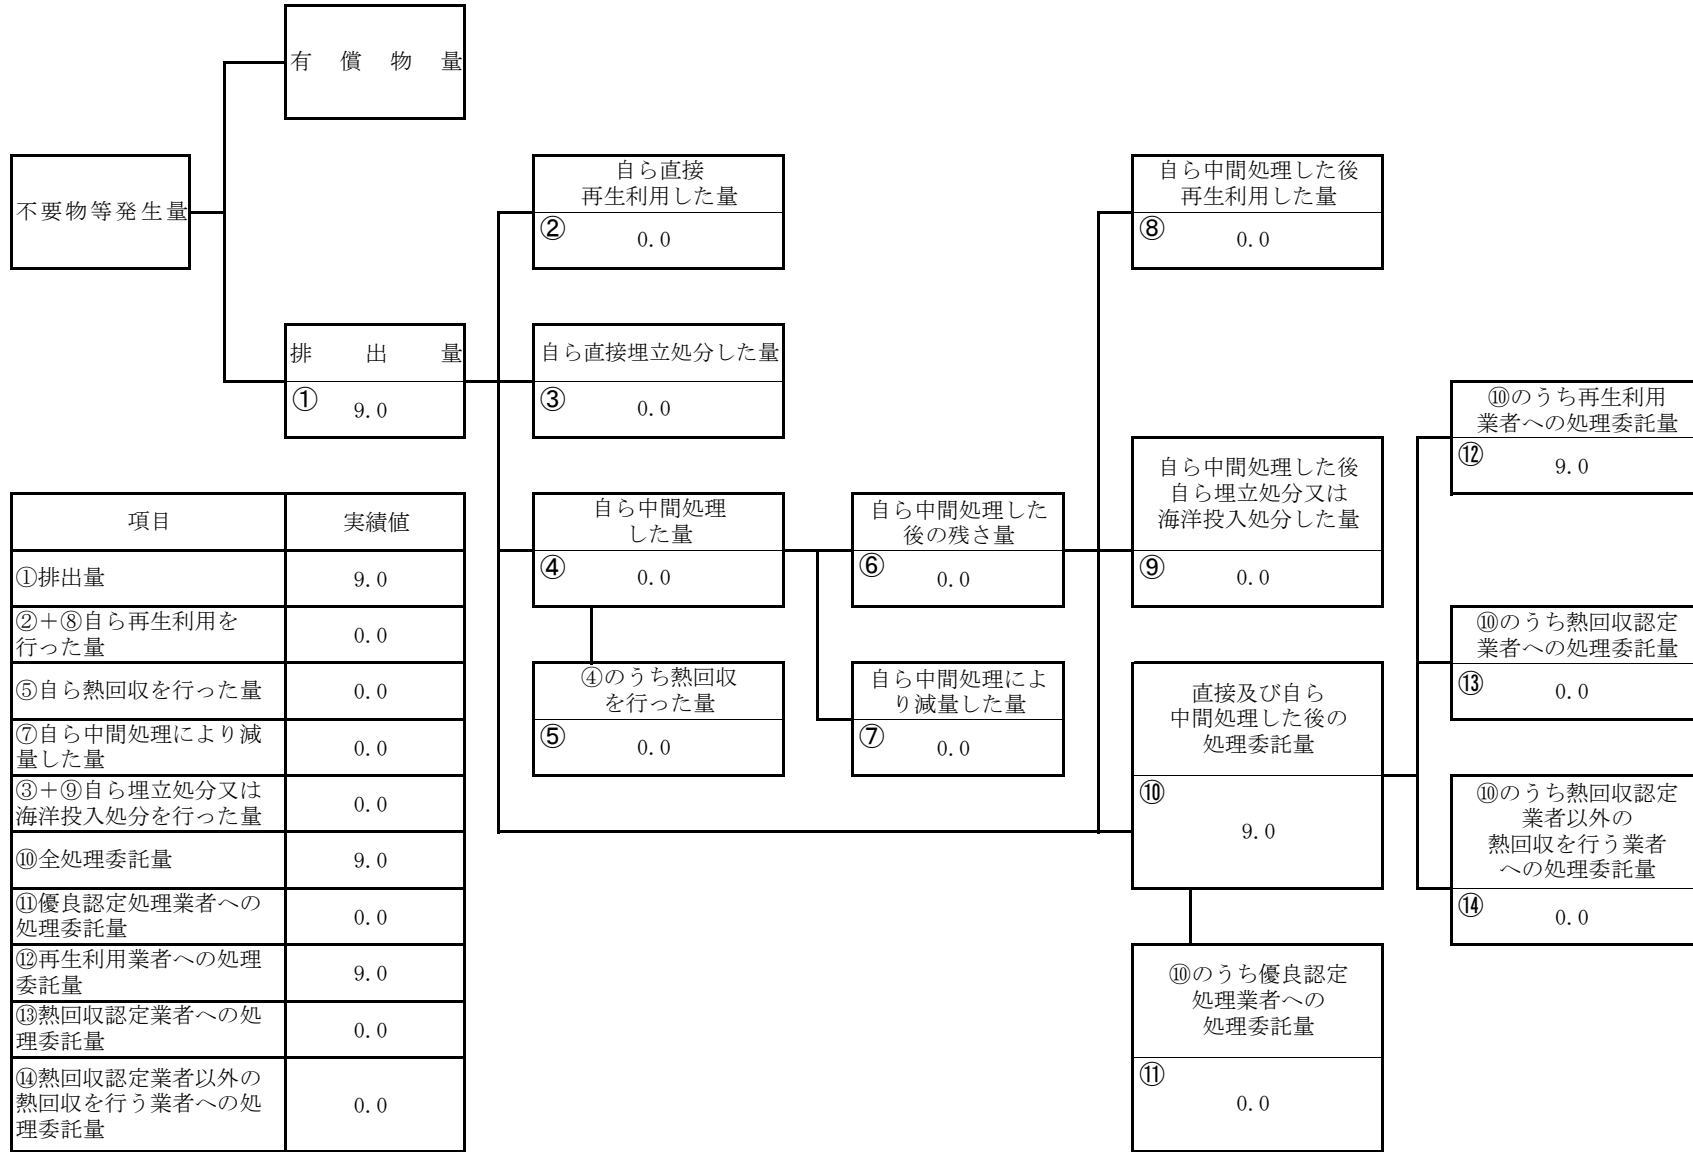 有償物量
不要物等発生量
排出量
① 9.0
自ら直接
再生利用した量
② 0.0
自ら直接埋立処分した量
③ 0.0
自ら中間処理
した量
④ 0.0
④のうち熱回収
を行った量
⑤ 0.0
自ら中間処理した
後の残さ量
⑥ 0.0
自ら中間処理によ
り減量した量
⑦ 0.0
自ら中間処理した後
再生利用した量
⑧ 0.0
自ら中間処理した後
自ら埋立処分又は
海洋投入処分した量
⑨ 0.0
直接及び自ら
中間処理した後の
処理委託量
⑩
9.0
⑩のうち優良認定
処理業者への
処理委託量
⑪
0.0
⑩のうち再生利用
業者への処理委託量
⑫ 9.0
⑩のうち熱回収認定
業者への処理委託量
⑬ 0.0
⑩のうち熱回収認定
業者以外の
熱回収を行う業者
への処理委託量
⑭ 0.0
項目 実績値
①排出量 9.0
②＋⑧自ら再生利用を
行った量 0.0
⑤自ら熱回収を行った量 0.0
⑦自ら中間処理により減
量した量 0.0
③＋⑨自ら埋立処分又は
海洋投入処分を行った量 0.0
⑩全処理委託量 9.0
⑪優良認定処理業者への
処理委託量 0.0
⑫再生利用業者への処理
委託量 9.0
⑬熱回収認定業者への処
理委託量 0.0
⑭熱回収認定業者以外の
熱回収を行う業者への処
理委託量 0.0